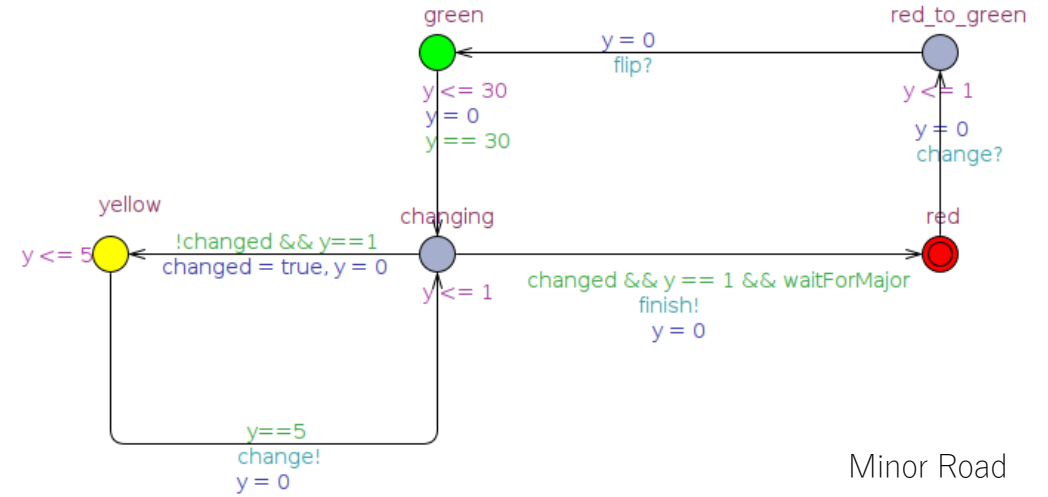 green
red_to_green
y = 0
flip?
y <= 30
y = 0
y == 30
y <= 1
y = 0
change?
yellow
changing
red
y <= 5
!changed && y==1
changed = true, y = 0
y <= 1
changed && y == 1 && waitForMajor
finish!
y = 0
y==5
change!
y = 0
Minor Road